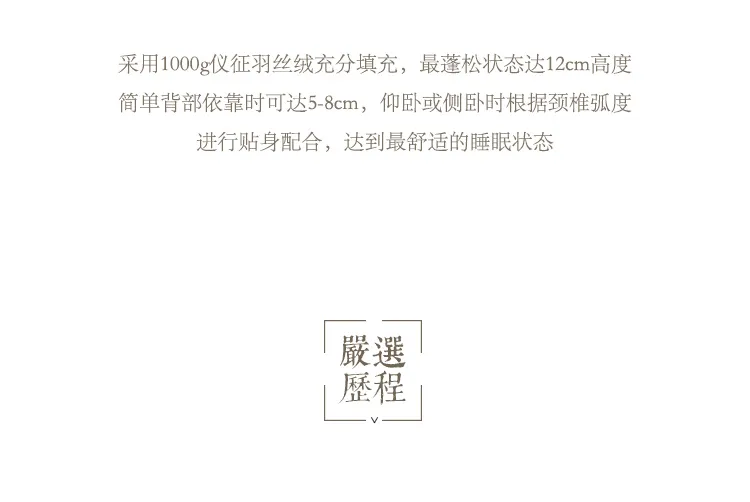 采用1000g仪征羽丝绒充分填充，最蓬松状态达12cm高度
简单背部依靠时可达5-8cm，仰卧或侧卧时根据颈椎弧度
进行贴身配合，达到最舒适的睡眠状态
嚴選
歷程